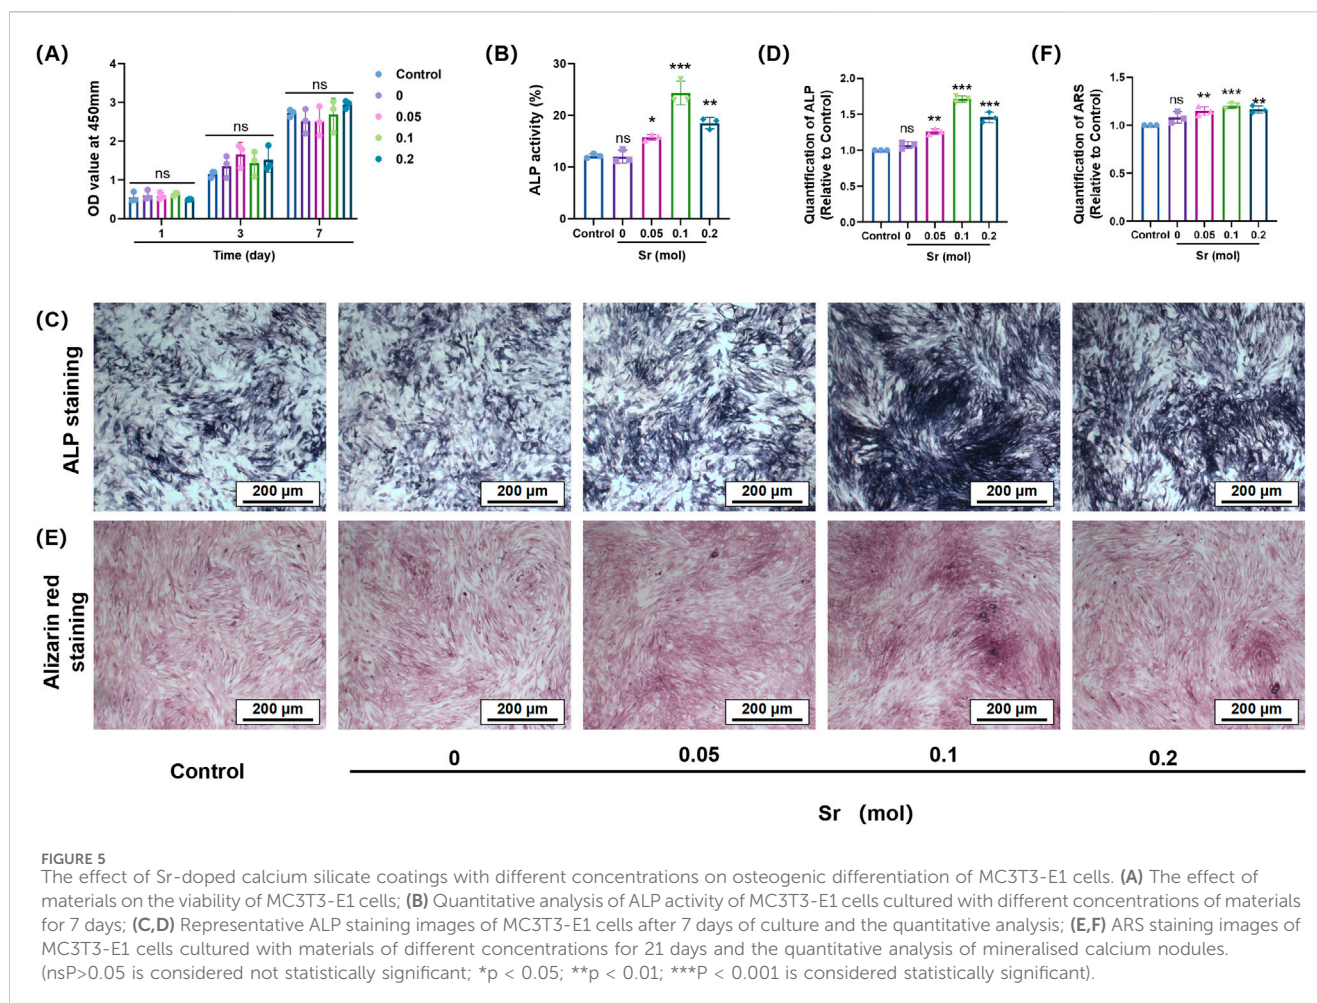 (A)
OD value at 450mm
4
3
2
1
0
ns
ns
ns
1
3
7
Time (day)
Control
0
0.05
0.1
0.2
(B)
ALP activity (%)
30
20
10
0
ns
*
***
**
Control 0 0.05 0.1 0.2
Sr (mol)
(D)
Quantification of ALP
(Relative to Control)
2.0
1.5
1.0
0.5
0.0
ns
**
***
***
Control 0 0.05 0.1 0.2
Sr (mol)
(F)
Quantification of ARS
(Relative to Control)
1.5
1.0
0.5
0.0
ns
**
***
**
Control 0 0.05 0.1 0.2
Sr (mol)
(C)
ALP staining
200 µm
200 µm
200 µm
200 µm
200 µm
(E)
Alizarin red
staining
200 µm
200 µm
200 µm
200 µm
200 µm
Control
0
0.05
0.1
0.2
Sr (mol)
FIGURE 5
The effect of Sr-doped calcium silicate coatings with different concentrations on osteogenic differentiation of MC3T3-E1 cells. (A) The effect of
materials on the viability of MC3T3-E1 cells; (B) Quantitative analysis of ALP activity of MC3T3-E1 cells cultured with different concentrations of materials
for 7 days; (C,D) Representative ALP staining images of MC3T3-E1 cells after 7 days of culture and the quantitative analysis; (E,F) ARS staining images of
MC3T3-E1 cells cultured with materials of different concentrations for 21 days and the quantitative analysis of mineralised calcium nodules.
(nsP>0.05 is considered not statistically significant; *p < 0.05; **p < 0.01; ***P < 0.001 is considered statistically significant).